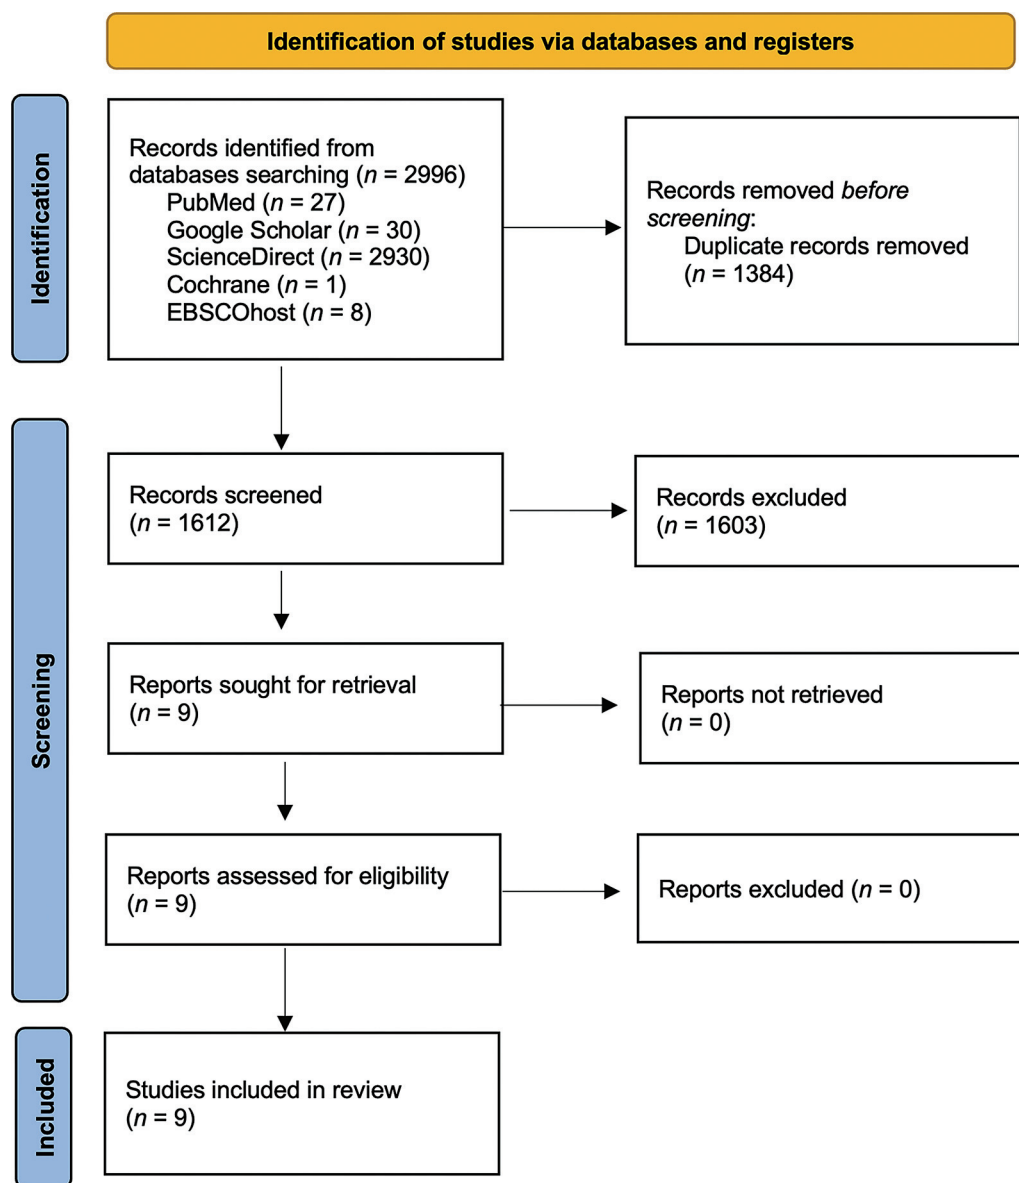 Identification of studies via databases and registers
Identification
Records identified from
databases searching (n = 2996)
PubMed (n = 27)
Google Scholar (n = 30)
ScienceDirect (n = 2930)
Cochrane (n = 1)
EBSCOhost (n = 8)
Records removed before
screening:
Duplicate records removed
(n = 1384)
Screening
Records screened
(n = 1612)
Records excluded
(n = 1603)
Reports sought for retrieval
(n = 9)
Reports not retrieved
(n = 0)
Reports assessed for eligibility
(n = 9)
Reports excluded (n = 0)
Included
Studies included in review
(n = 9)